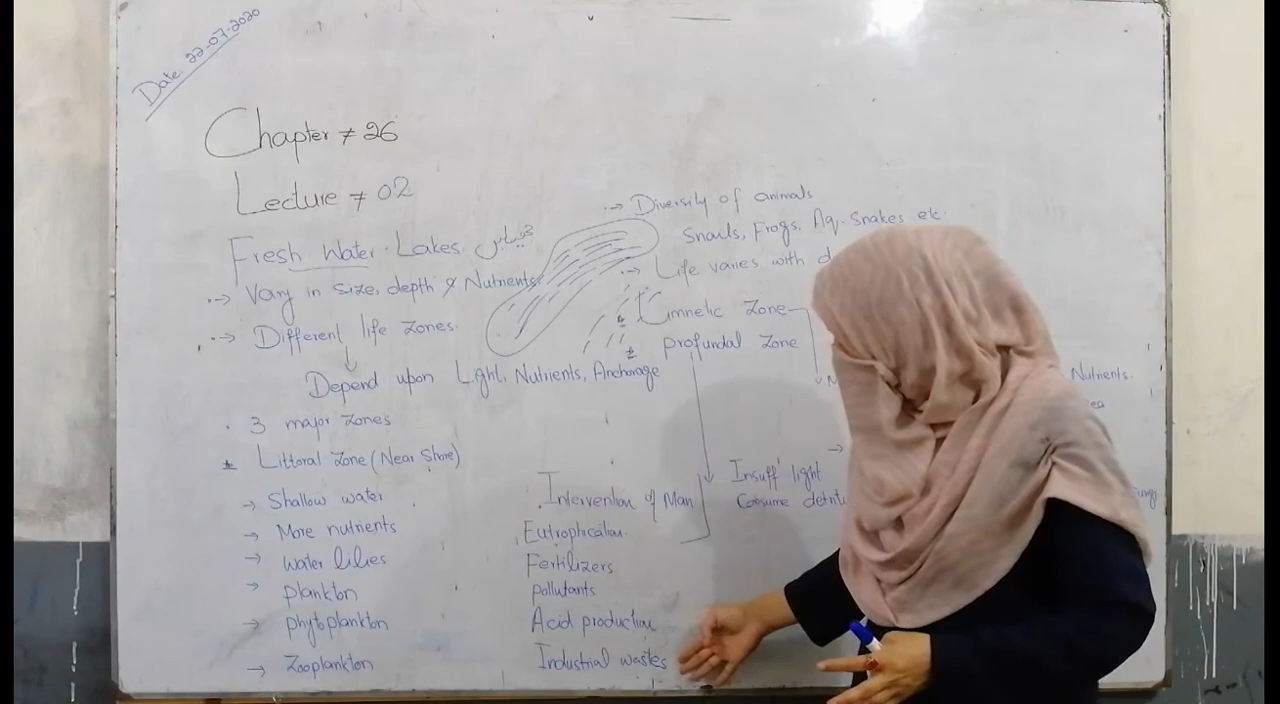 Date: 22-07-2020
Chapter # 26
Lecture # 02
Fresh Water Lakes. جھیلیں
Vary in size, depth & Nutrients.
Different life zones.
Depend upon Light, Nutrients, Anchorage
3 major zones
* Littoral Zone (Near Shore)
→ Shallow water
→ More nutrients
→ water lilies
→ plankton
→ phytoplankton
→ Zooplankton
→ Diversity of animals
Snails, Frogs, Aq. Snakes etc.
→ Life varies with
* Limnetic Zone
* profundal Zone
Nutrients.
→
Insuff light
Consume
Intervention of Man
Eutrophication.
Fertilizers
pollutants
Acid production
Industrial wastes